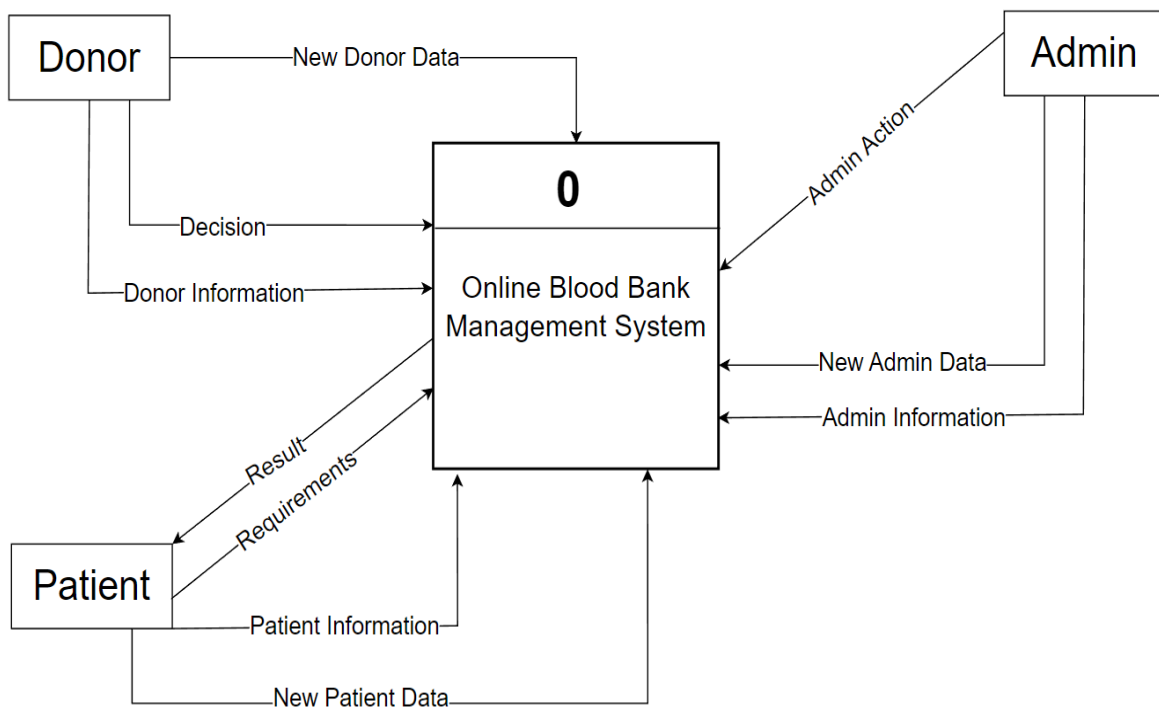 Donor
New Donor Data
Admin
Admin Action
0
Decision
Online Blood Bank
Management System
Donor Information
New Admin Data
Admin Information
Result
Requirements
Patient
Patient Information
New Patient Data